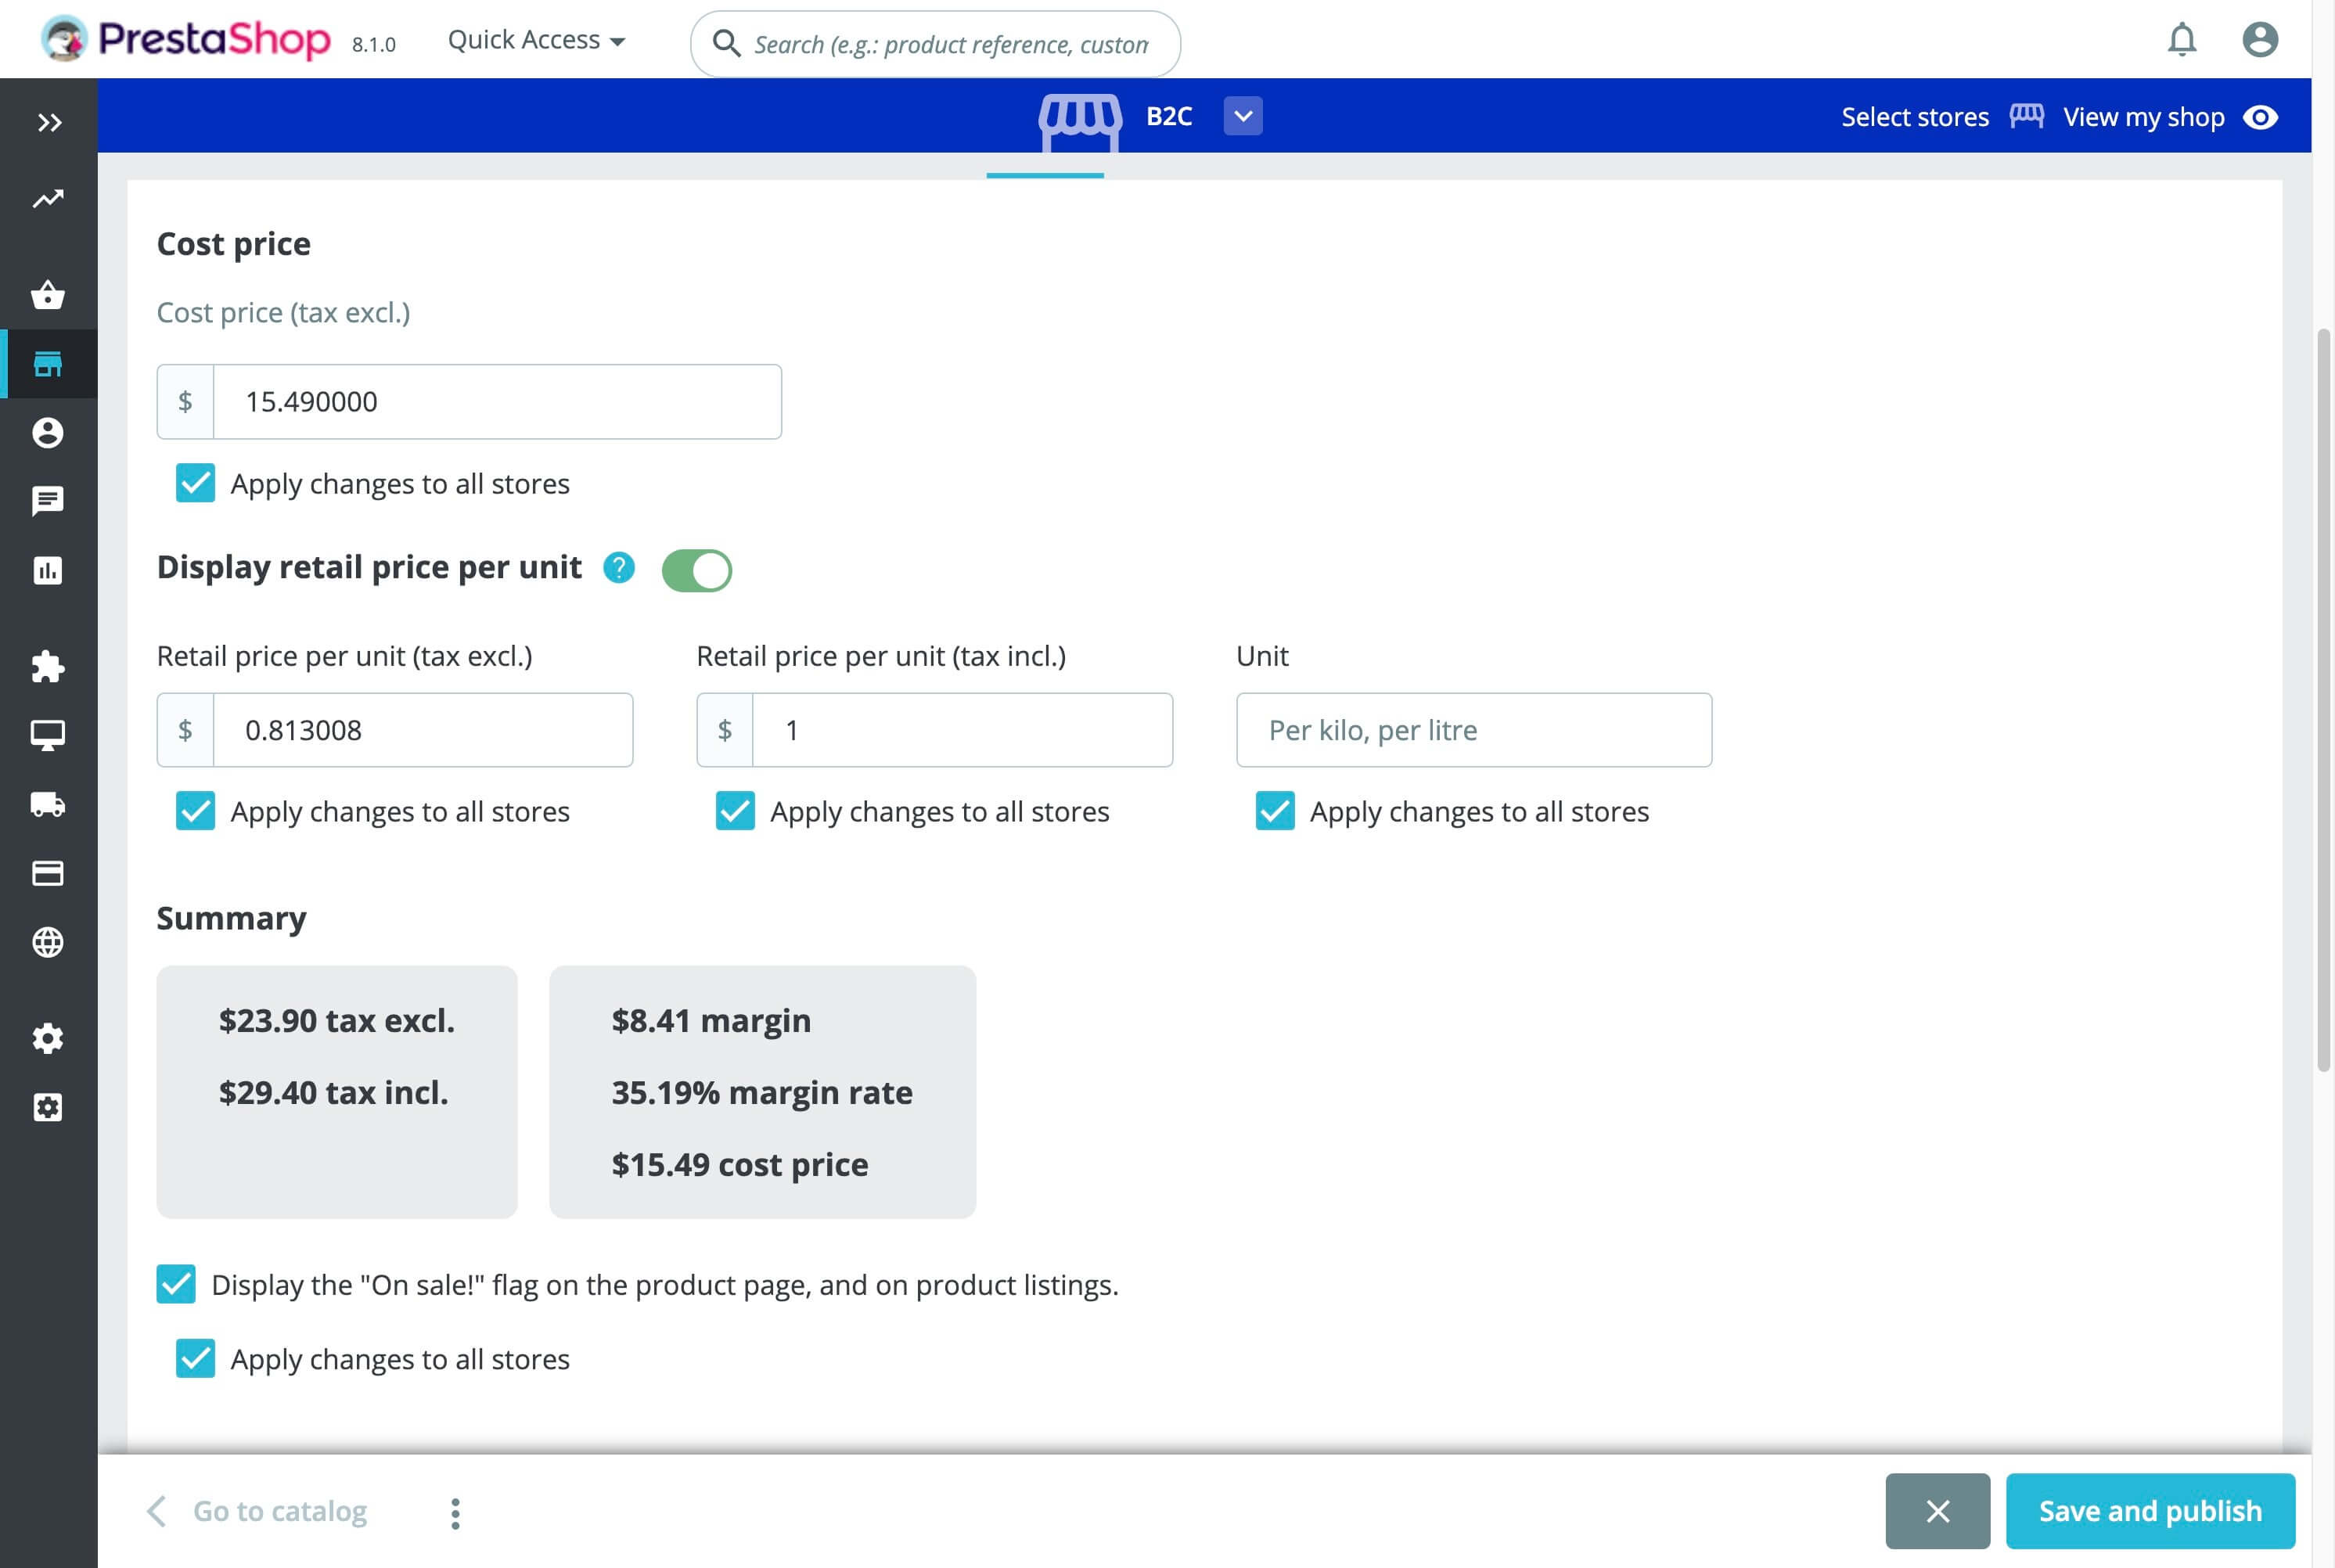 PrestaShop 8.1.0 Quick Access Search (e.g.: product reference, custon
B2C Select stores View my shop
Cost price
Cost price (tax excl.)
$ 15.490000
Apply changes to all stores
Display retail price per unit ?
Retail price per unit (tax excl.) Retail price per unit (tax incl.) Unit
$ 0.813008 $ 1 Per kilo, per litre
Apply changes to all stores Apply changes to all stores Apply changes to all stores
Summary
$23.90 tax excl. $8.41 margin
$29.40 tax incl. 35.19% margin rate
$15.49 cost price
Display the "On sale!" flag on the product page, and on product listings.
Apply changes to all stores
Go to catalog Save and publish